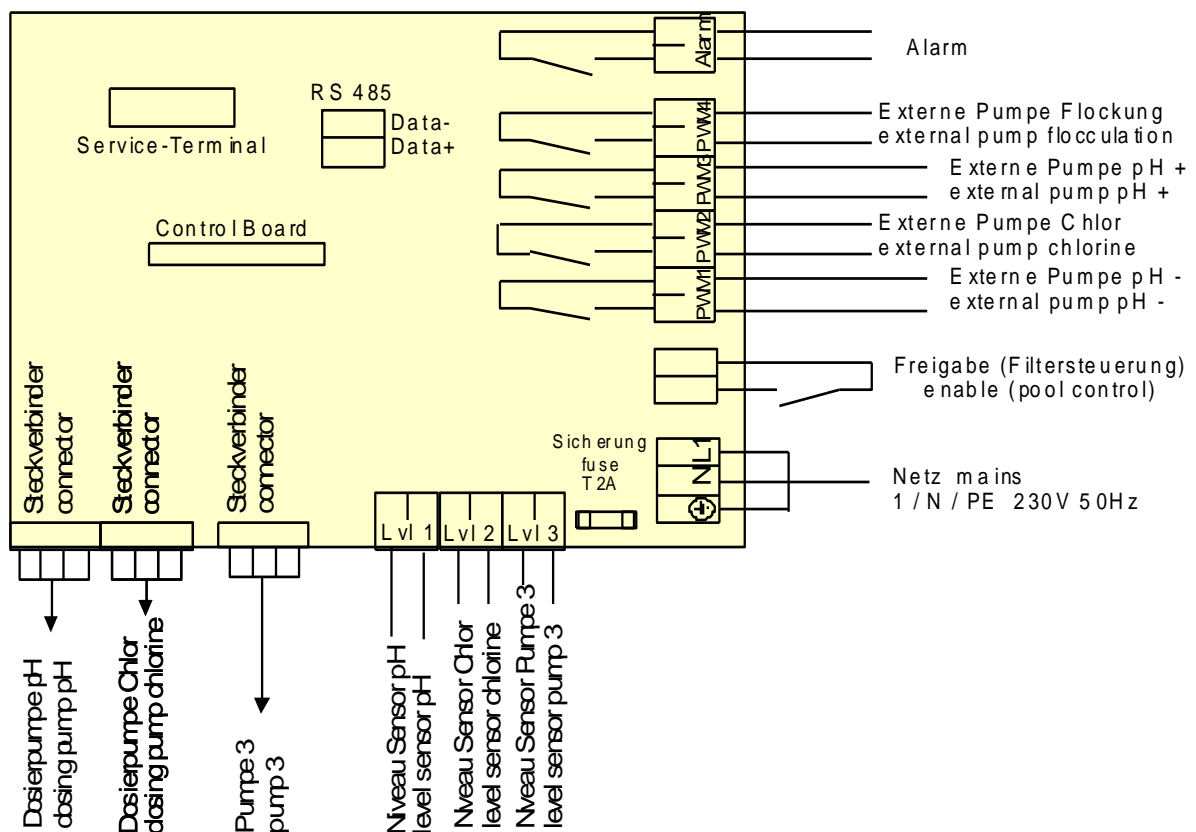 Alarm
Alarm
RS 485
Data-
Data+
Service-Terminal
PWM4
Externe Pumpe Flockung
external pump flocculation
PWM3
Externe Pumpe pH +
external pump pH +
ControlBoard
PWM2
Externe Pumpe Chlor
external pump chlorine
PWM1
Externe Pumpe pH -
external pump pH -
Freigabe (Filtersteuerung)
enable (pool control)
Steckverbinder
connector
Steckverbinder
connector
Steckverbinder
connector
Sicherung
fuse
T2A
NL1
Netz mains
1 / N / PE 230V 50Hz
Lvl 1
Lvl 2
Lvl 3
Dosierpumpe pH
dosing pump pH
Dosierpumpe Chlor
dosing pump chlorine
Pumpe 3
pump 3
Niveau Sensor pH
level sensor pH
Niveau Sensor Chlor
level sensor chlorine
Niveau Sensor Pumpe 3
level sensor pump 3